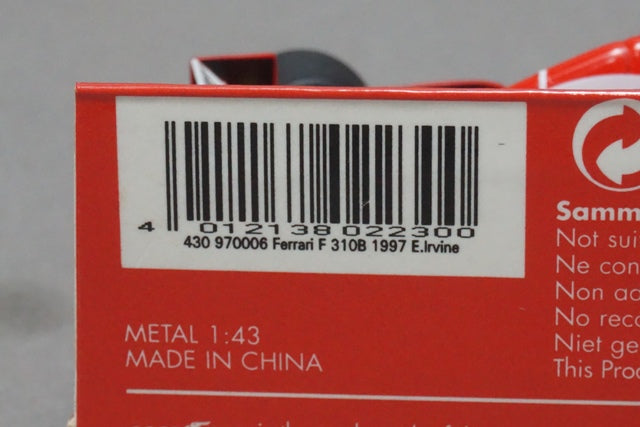 4 012138 022300
430 970006 Ferrari F 310B 1997 E.Irvine
METAL 1:43
MADE IN CHINA
Samm
Not sui
Ne con
Non ad
No reco
Niet ge
This Prod